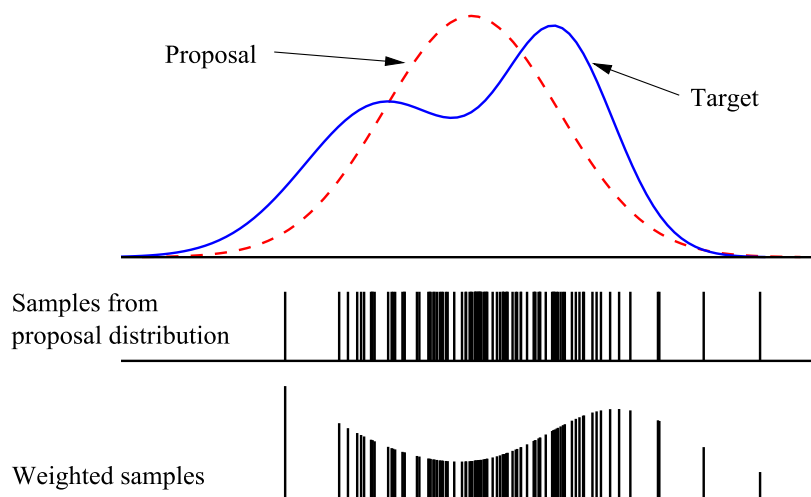 Proposal
Target
Samples from
proposal distribution
Weighted samples